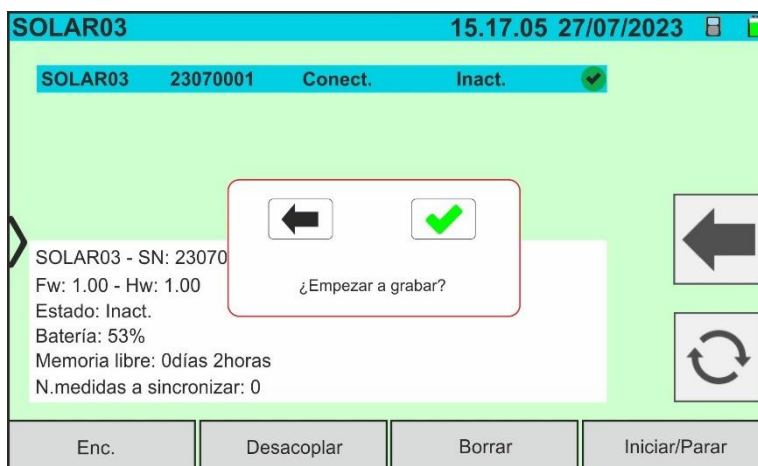 SOLAR03 15.17.05 27/07/2023
SOLAR03 23070001 Conect. Inact.
¿Empezar a grabar?
SOLAR03 - SN: 23070
Fw: 1.00 - Hw: 1.00
Estado: Inact.
Batería: 53%
Memoria libre: 0días 2horas
N.medidas a sincronizar: 0
Enc. Desacoplar Borrar Iniciar/Parar